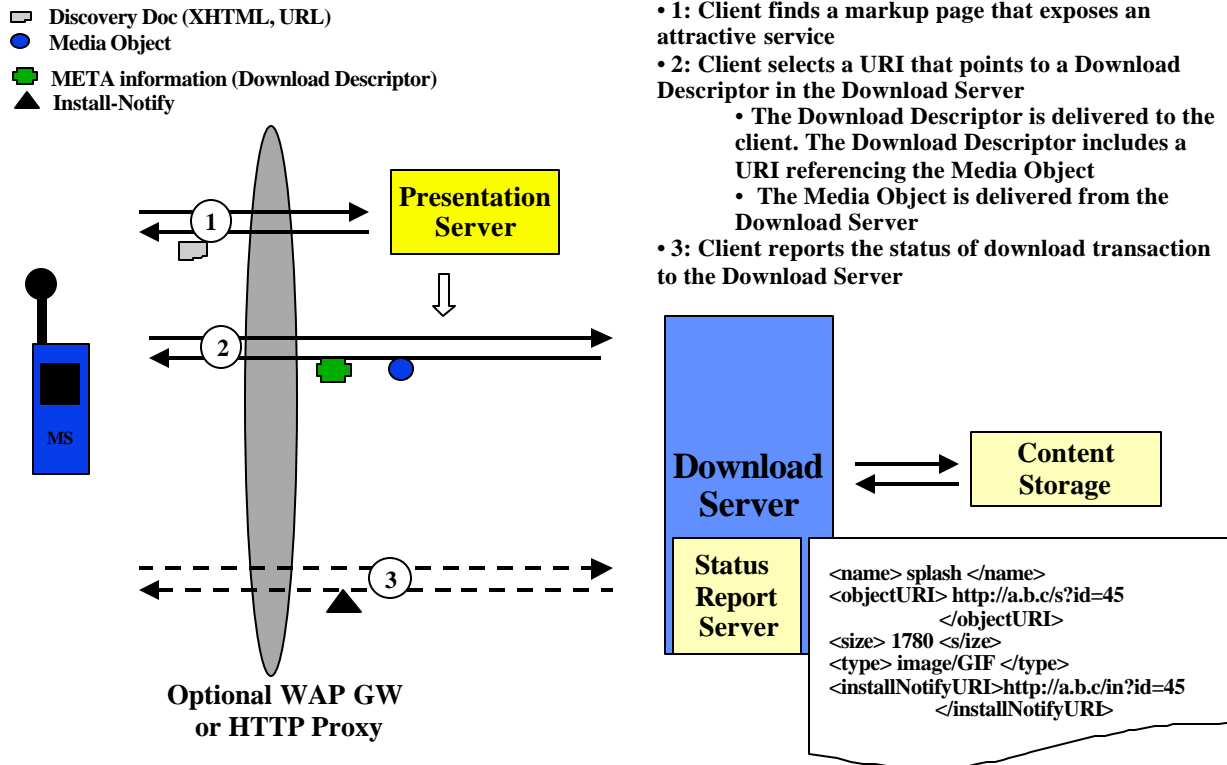 Discovery Doc (XHTML, URL)
Media Object
META information (Download Descriptor)
Install-Notify
• 1: Client finds a markup page that exposes an
attractive service
• 2: Client selects a URI that points to a Download
Descriptor in the Download Server
• The Download Descriptor is delivered to the
client. The Download Descriptor includes a
URI referencing the Media Object
• The Media Object is delivered from the
Download Server
• 3: Client reports the status of download transaction
to the Download Server
1
Presentation
Server
2
MS
3
Optional WAP GW
or HTTP Proxy
Download
Server
Content
Storage
Status
Report
Server
<name> splash </name>
<objectURI> http://a.b.c/s?id=45
</objectURI>
<size> 1780 <s/ize>
<type> image/GIF </type>
<installNotifyURI>http://a.b.c/in?id=45
</installNotifyURI>